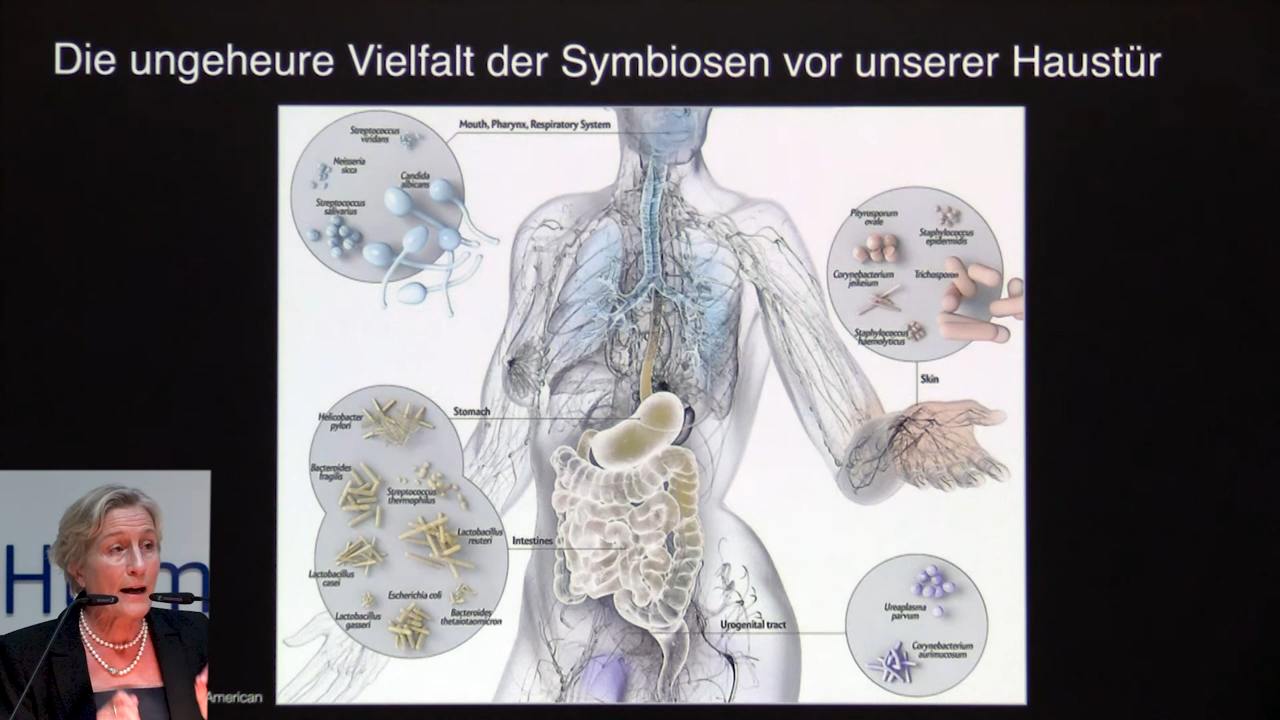 Die ungeheure Vielfalt der Symbiosen vor unserer Haustür
Mouth, Pharynx, Respiratory System
Streptococcus
viridans
Neisseria
sicca
Candida
albicans
Streptococcus
salivarius
Pityrosporum
ovale
Staphylococcus
epidermidis
Corynebacterium
jeikeium
Trichosporon
Staphylococcus
haemolyticus
Skin
Stomach
Helicobacter
pylori
Bacteroides
fragilis
Streptococcus
thermophilus
Lactobacillus
reuteri
Intestines
Lactobacillus
casei
Escherichia coli
Lactobacillus
gasseri
Bacteroides
thetaiotaomicron
Urogenital tract
Ureaplasma
parvum
Corynebacterium
aurimucosum
American